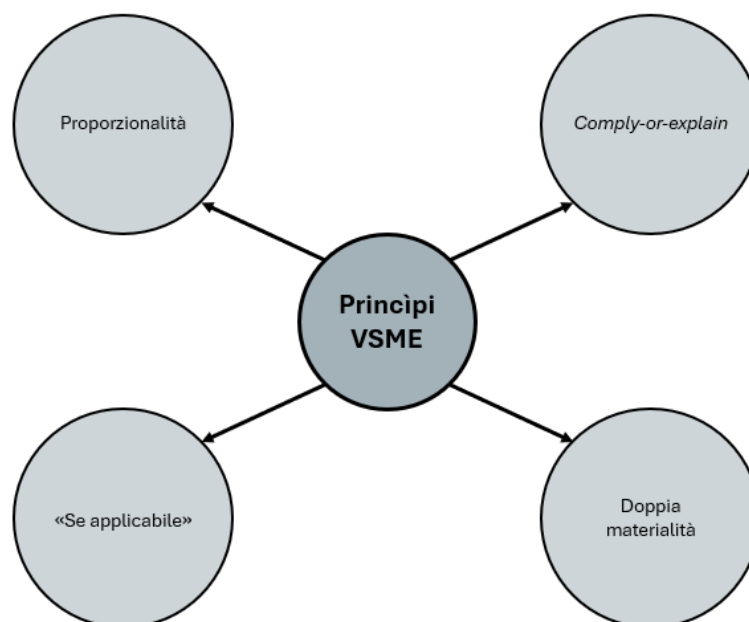 Proporzionalità
Comply-or-explain
Princìpi
VSME
«Se applicabile»
Doppia
materialità